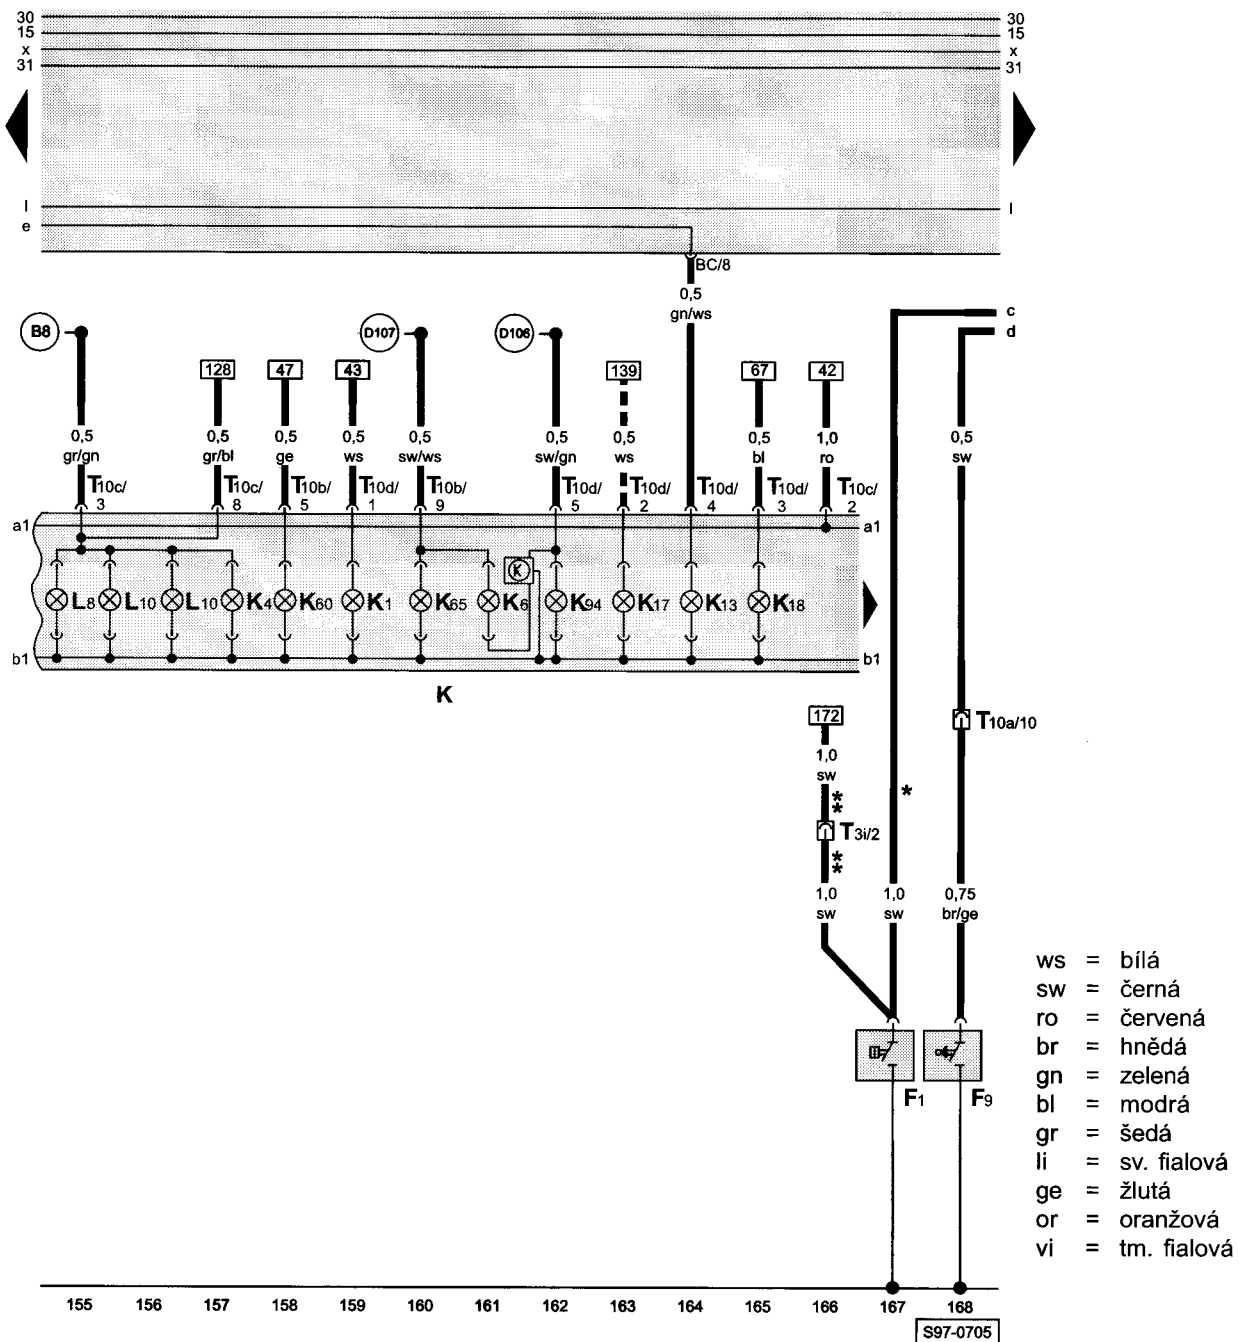 30 30
15 15
x x
31 31
l l
e
BC/8
0,5
gn/ws
c
d
B8 D107 D106
128 47 43 139 67 42
0,5 0,5 0,5 0,5 0,5 0,5 0,5 0,5 1,0 0,5
gr/gn gr/bl ge ws sw/ws sw/gn ws bl ro sw
T10c/ T10c/ T10b/ T10d/ T10b/ T10d/ T10d/ T10d/ T10d/ T10c/
3 8 5 1 9 5 2 4 3 2
a1 a1
K
L8 L10 L10 K4 K60 K1 K65 K6 K94 K17 K13 K18
b1 b1
K
172
T10a/10
1,0
sw
**
*
T3i/2
**
1,0 1,0 0,75
sw sw br/ge
ws = bílá
sw = černá
ro = červená
br = hnědá
gn = zelená
bl = modrá
gr = šedá
li = sv. fialová
ge = žlutá
or = oranžová
vi = tm. fialová
F1 F9
155 156 157 158 159 160 161 162 163 164 165 166 167 168
S97-0705